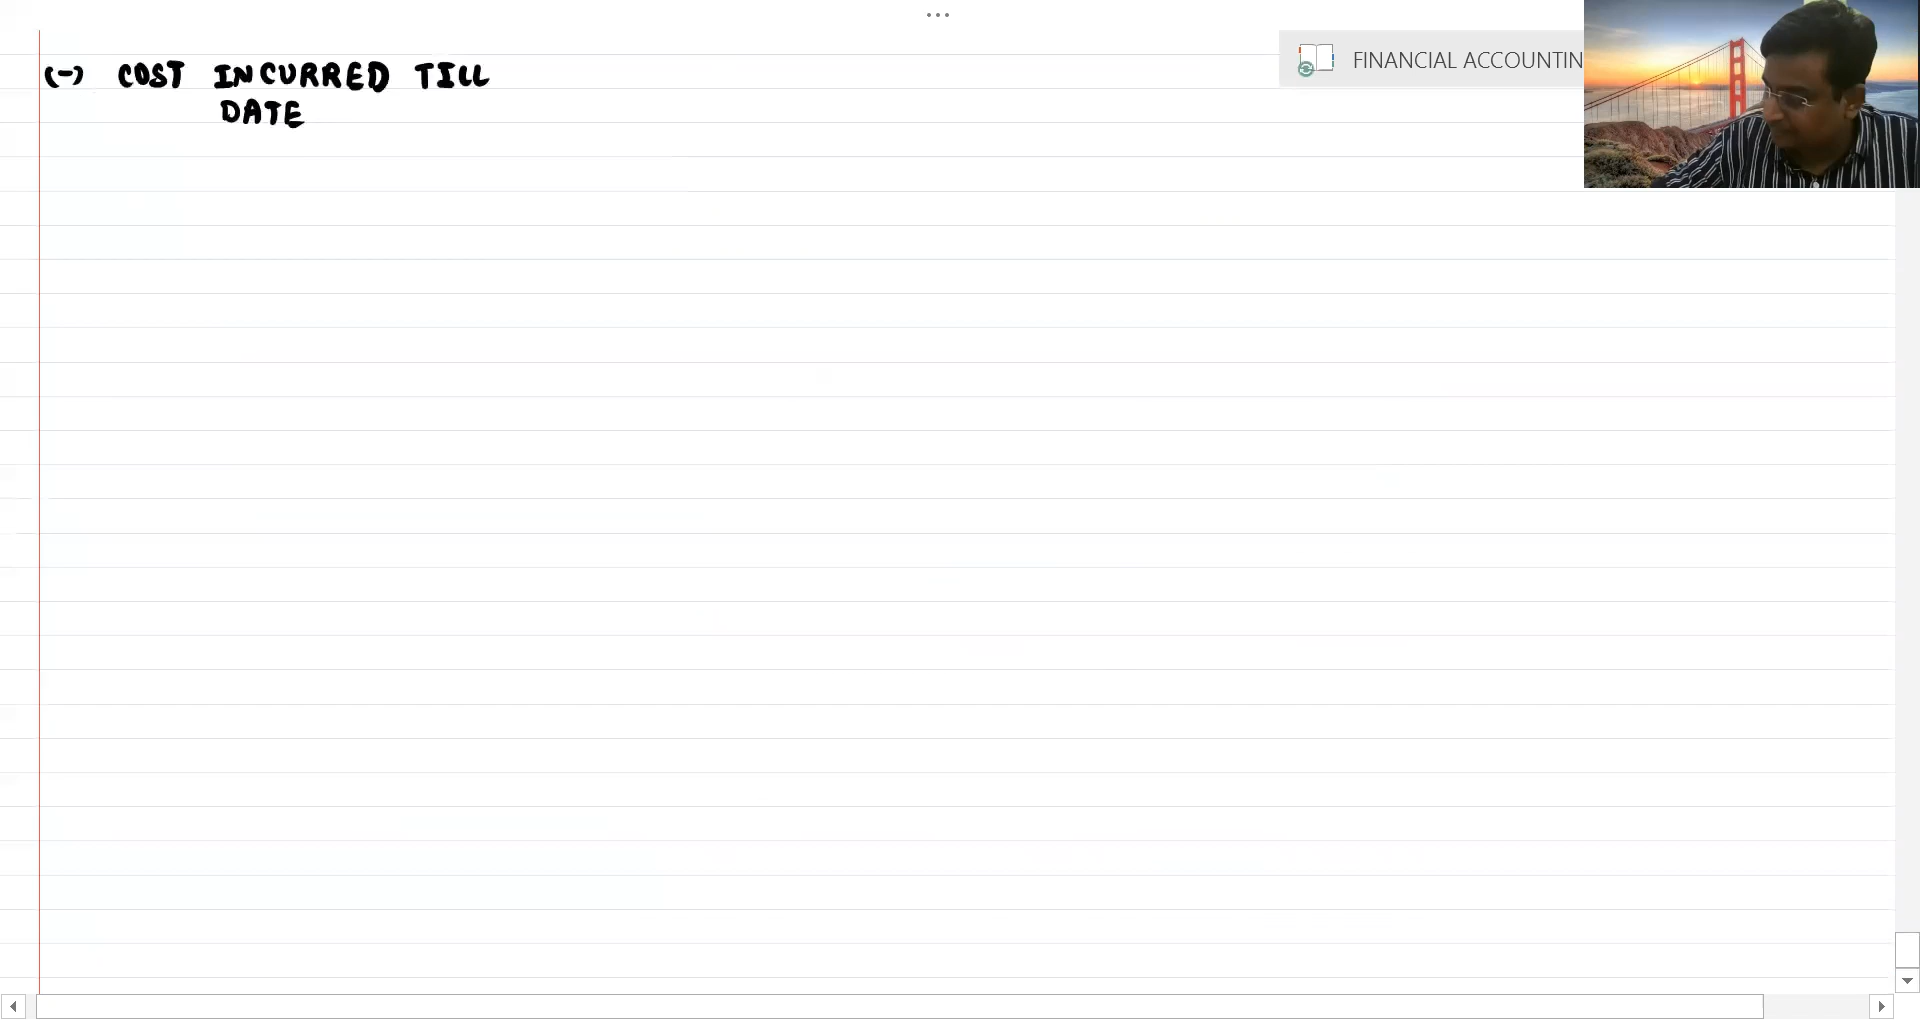 (-) COST INCURRED TILL
DATE
FINANCIAL ACCOUNTIN